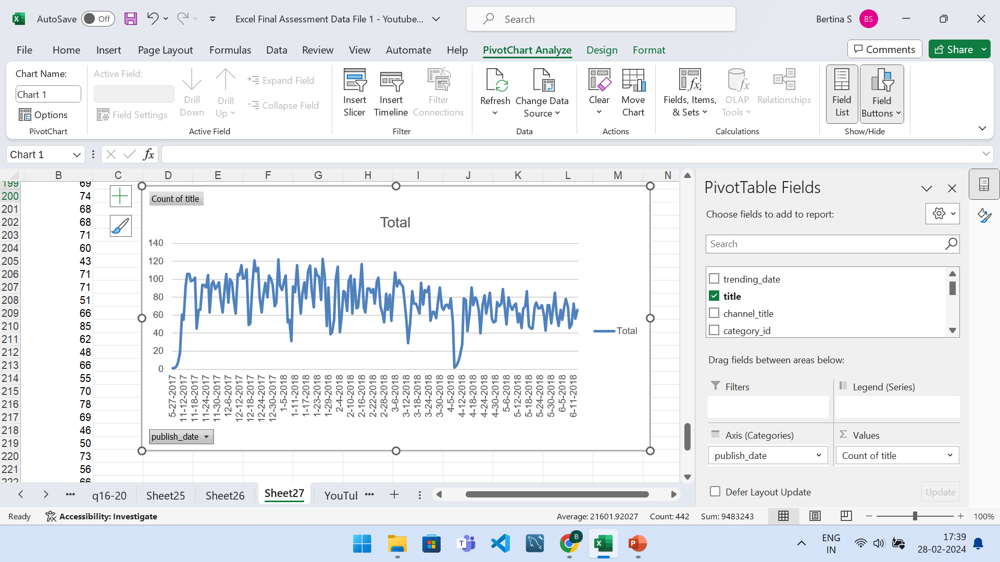 AutoSave Off
Excel Final Assessment Data File 1 - Youtube...
Search
Bertina S BS
File Home Insert Page Layout Formulas Data Review View Automate Help PivotChart Analyze Design Format
Comments Share
Chart Name:
Chart 1
Options
PivotChart
Active Field:
Field Settings
Drill
Down
Drill
Up
Expand Field
Collapse Field
Active Field
Insert
Slicer
Insert
Timeline
Filter
Connections
Filter
Refresh
Change Data
Source
Data
Clear
Move
Chart
Actions
Fields, Items,
& Sets
OLAP
Tools
Relationships
Calculations
Field
List
Field
Buttons
Show/Hide
Chart 1 fx
B C D E F G H I J K L M N
199 69
200 74
201 68
202 68
203 71
204 60
205 43
206 71
207 71
208 51
209 66
210 85
211 62
212 48
213 66
214 55
215 70
216 78
217 69
218 46
219 50
220 73
221 56
222 66
Count of title
Total
140
120
100
80
60
40
20
0
5-27-2017
11-12-2017
11-18-2017
11-24-2017
11-30-2017
12-6-2017
12-12-2017
12-18-2017
12-24-2017
12-30-2017
1-5-2018
1-11-2018
1-17-2018
1-23-2018
1-29-2018
2-4-2018
2-10-2018
2-16-2018
2-22-2018
2-28-2018
3-6-2018
3-12-2018
3-18-2018
3-24-2018
3-30-2018
4-5-2018
4-12-2018
4-18-2018
4-24-2018
4-30-2018
5-6-2018
5-12-2018
5-18-2018
5-24-2018
5-30-2018
6-5-2018
6-11-2018
Total
publish_date
PivotTable Fields
Choose fields to add to report:
Search
trending_date
title
channel_title
category_id
Drag fields between areas below:
Filters
Legend (Series)
Axis (Categories)
Values
publish_date
Count of title
Defer Layout Update
Update
q16-20 Sheet25 Sheet26 Sheet27 YouTul
Ready Accessibility: Investigate
Average: 21601.92027 Count: 442 Sum: 9483243
100%
ENG
IN
17:39
28-02-2024